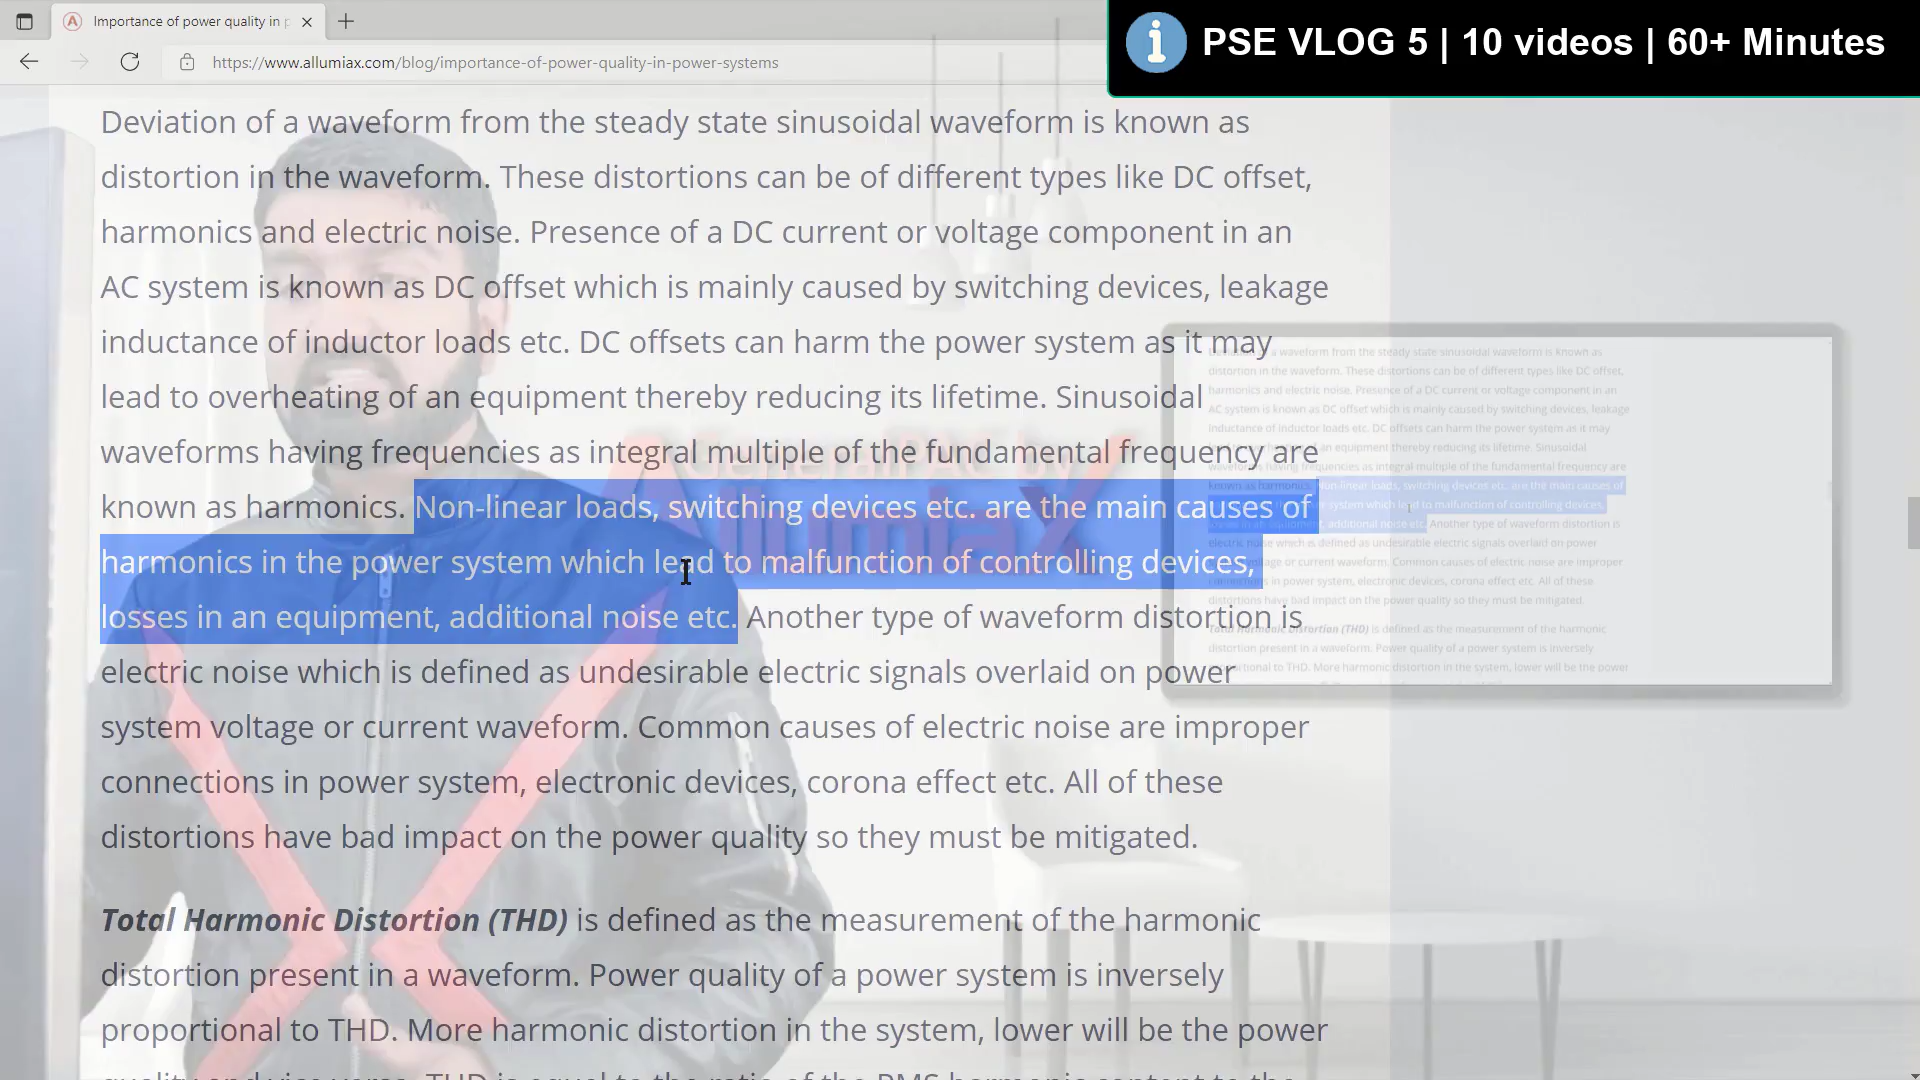 Importance of power quality in p
PSE VLOG 5 | 10 videos | 60+ Minutes
https://www.allumiax.com/blog/importance-of-power-quality-in-power-systems
Deviation of a waveform from the steady state sinusoidal waveform is known as
distortion in the waveform. These distortions can be of different types like DC offset,
harmonics and electric noise. Presence of a DC current or voltage component in an
AC system is known as DC offset which is mainly caused by switching devices, leakage
inductance of inductor loads etc. DC offsets can harm the power system as it may
lead to overheating of an equipment thereby reducing its lifetime. Sinusoidal
waveforms having frequencies as integral multiple of the fundamental frequency are
known as harmonics. Non-linear loads, switching devices etc. are the main causes of
harmonics in the power system which lead to malfunction of controlling devices,
losses in an equipment, additional noise etc. Another type of waveform distortion is
electric noise which is defined as undesirable electric signals overlaid on power
system voltage or current waveform. Common causes of electric noise are improper
connections in power system, electronic devices, corona effect etc. All of these
distortions have bad impact on the power quality so they must be mitigated.
Total Harmonic Distortion (THD) is defined as the measurement of the harmonic
distortion present in a waveform. Power quality of a power system is inversely
proportional to THD. More harmonic distortion in the system, lower will be the power
GeneralPAC by
AllumiaX